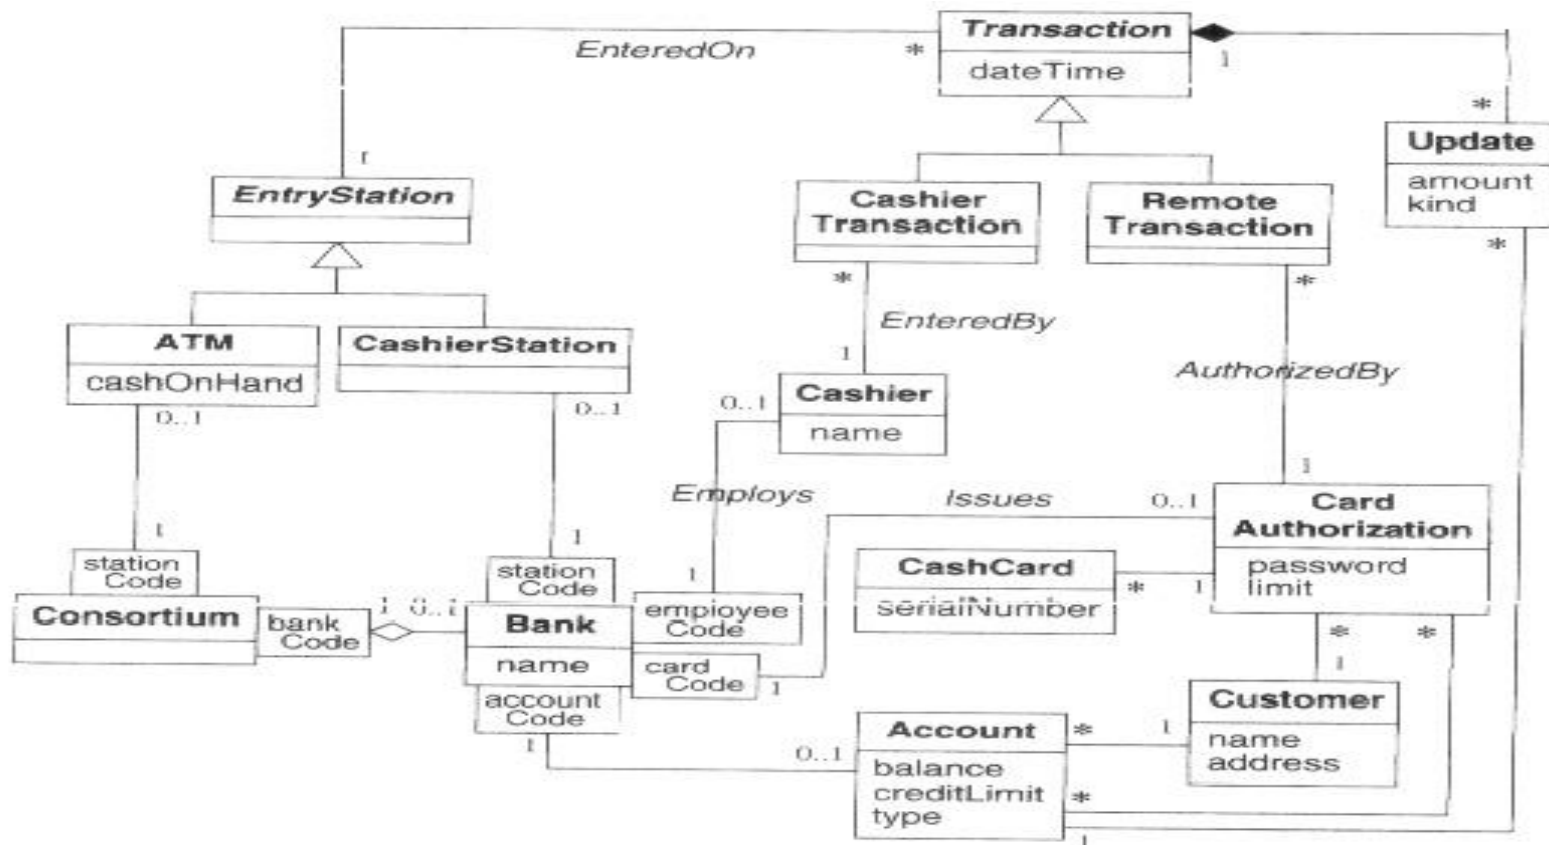 Transaction
dateTime
EnteredOn
*
1
*
Update
amount
kind
*
1
EntryStation
Cashier
Transaction
Remote
Transaction
*
*
EnteredBy
AuthorizedBy
ATM
cashOnHand
CashierStation
0..1
0..1
1
Cashier
name
0..1
1
Employs
Issues
0..1
Card
Authorization
password
limit
1
1
station
Code
station
Code
1
employee
Code
CashCard
serialNumber
*
1
Consortium
bank
Code
1
0..1
Bank
name
card
Code
1
account
Code
1
*
*
1
Customer
name
address
Account
balance
creditLimit
type
0..1
*
1
*
1